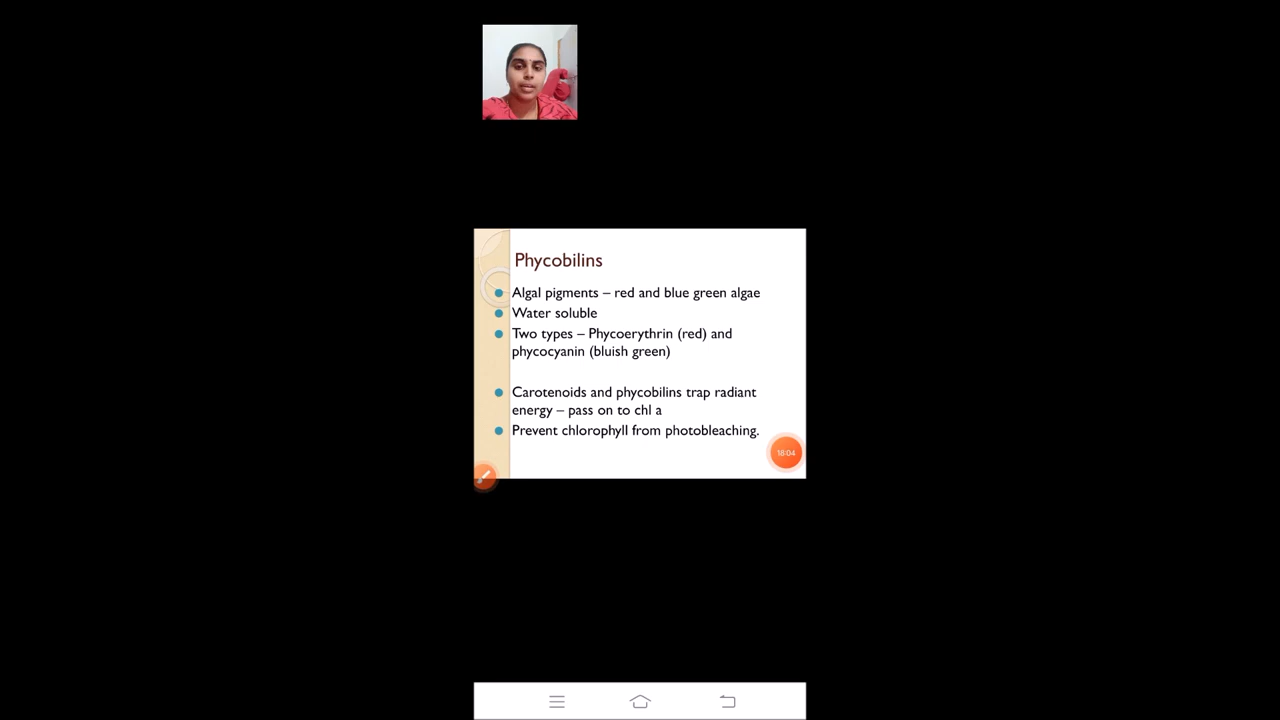 Phycobilins
Algal pigments – red and blue green algae
Water soluble
Two types – Phycoerythrin (red) and
phycocyanin (bluish green)
Carotenoids and phycobilins trap radiant
energy – pass on to chl a
Prevent chlorophyll from photobleaching.
18:04